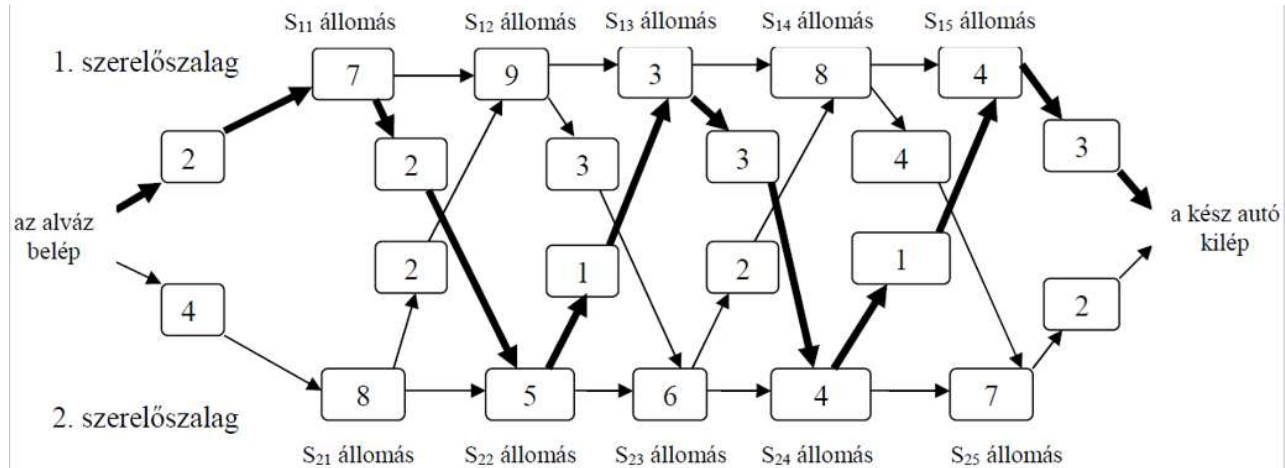 S₁₁ állomás S₁₂ állomás S₁₃ állomás S₁₄ állomás S₁₅ állomás
1. szerelőszalag
7 9 3 8 4
2 2 3 3 4 3
az alváz
belép
a kész autó
kilép
2 1 2 1
4 2
8 5 6 4 7
2. szerelőszalag
S₂₁ állomás S₂₂ állomás S₂₃ állomás S₂₄ állomás S₂₅ állomás